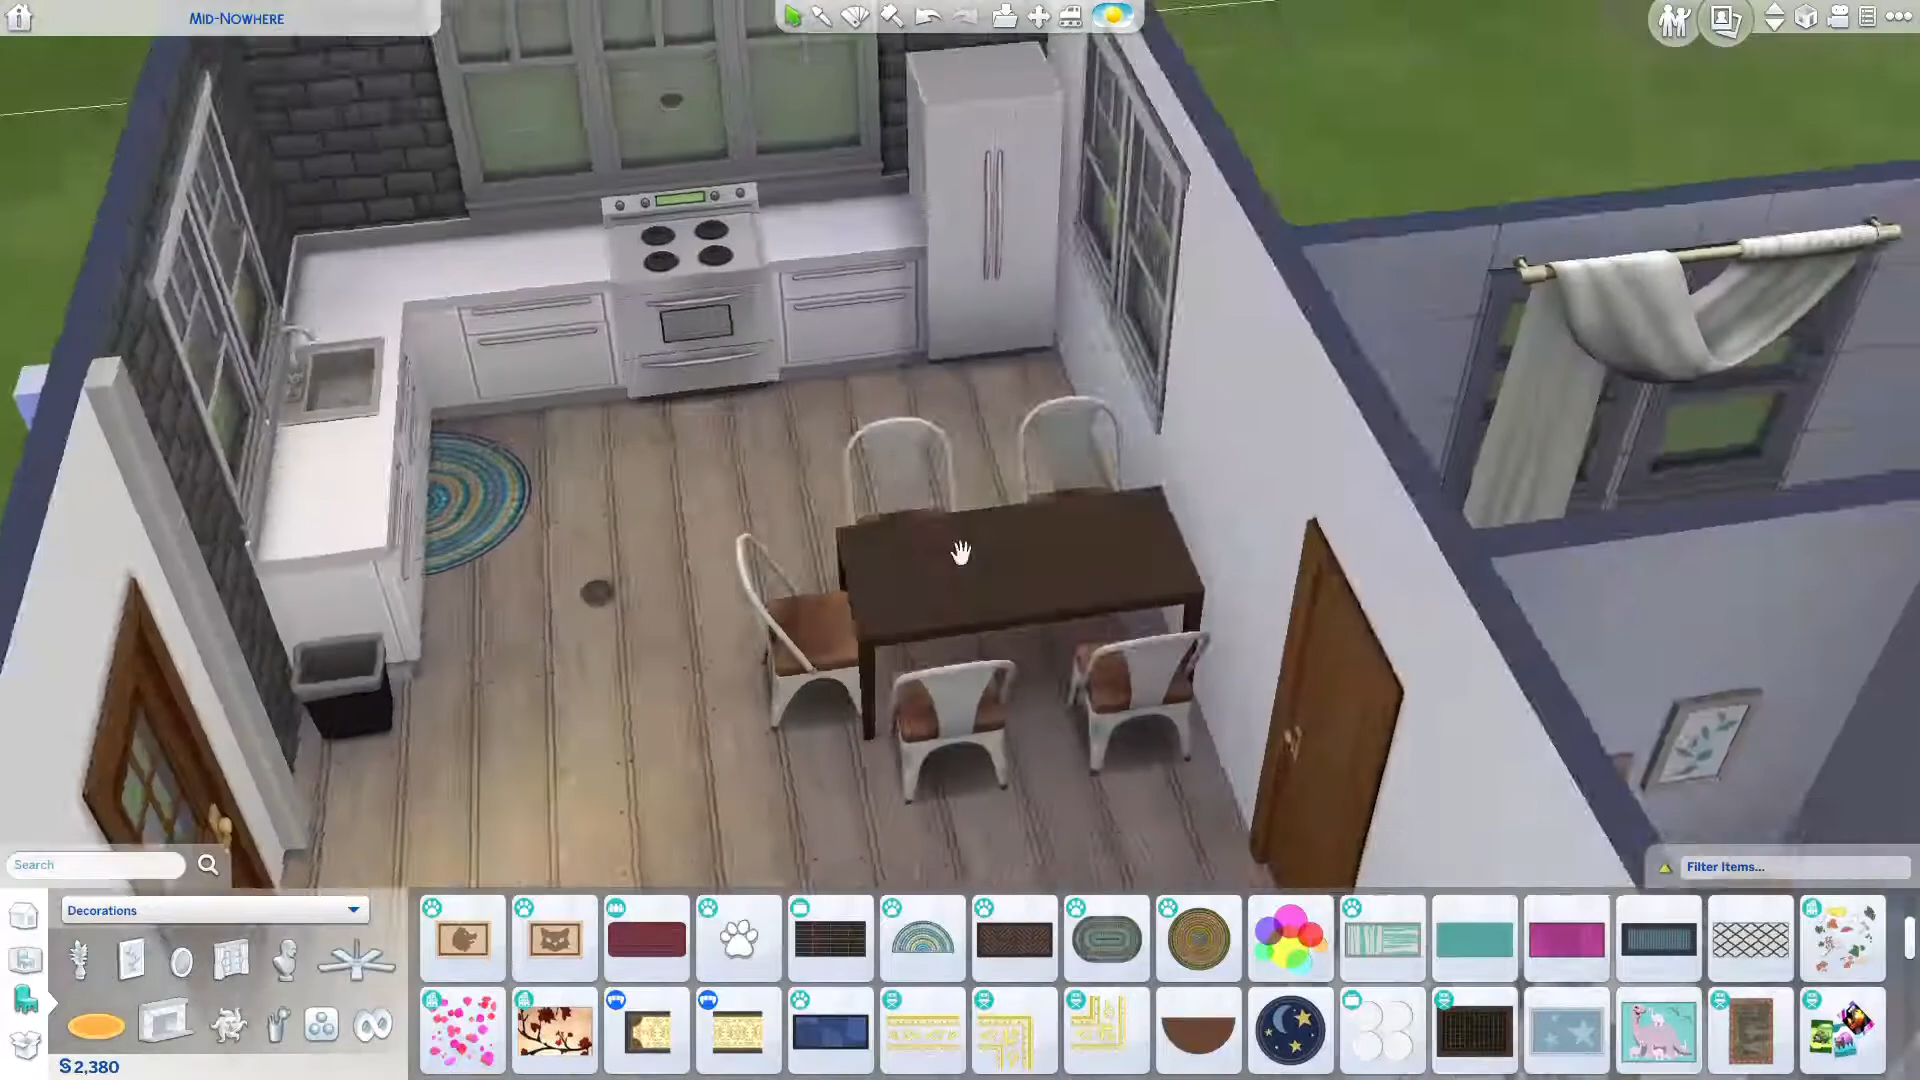 Mid-Nowhere
Search
Filter Items...
Decorations
§2,380